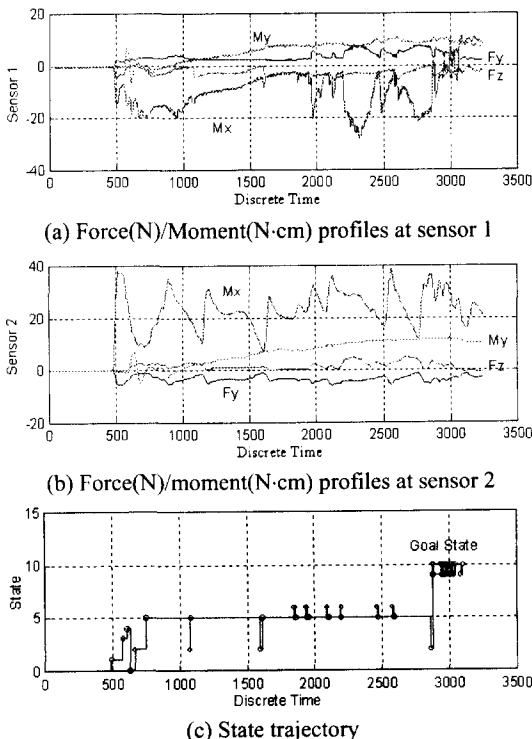 20
0
-20
-40
Sensor 1
My
Fy
Fz
Mx
0 500 1000 1500 2000 2500 3000 3500
Discrete Time
(a) Force(N)/Moment(N·cm) profiles at sensor 1
40
20
0
-20
Sensor 2
Mx
My
Fz
Fy
0 500 1000 1500 2000 2500 3000 3500
Discrete Time
(b) Force(N)/moment(N·cm) profiles at sensor 2
15
10
5
0
State
Goal State
0 500 1000 1500 2000 2500 3000 3500
Discrete Time
(c) State trajectory